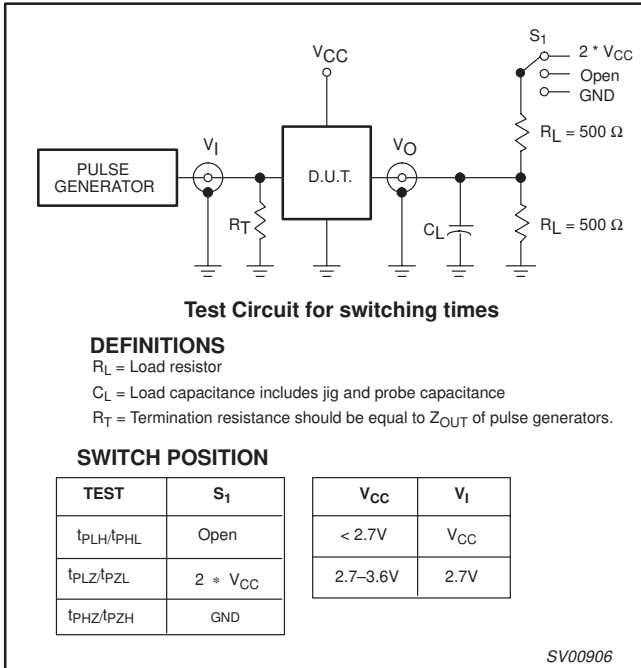 S1
2 * VCC
Open
GND
VCC
RL = 500 Ω
VI
VO
PULSE
GENERATOR
D.U.T.
RT
CL
RL = 500 Ω
Test Circuit for switching times
DEFINITIONS
RL = Load resistor
CL = Load capacitance includes jig and probe capacitance
RT = Termination resistance should be equal to ZOUT of pulse generators.
SWITCH POSITION
TEST S1
tPLH/tPHL Open
tPLZ/tPZL 2 * VCC
tPHZ/tPZH GND
VCC VI
< 2.7V VCC
2.7–3.6V 2.7V
SV00906